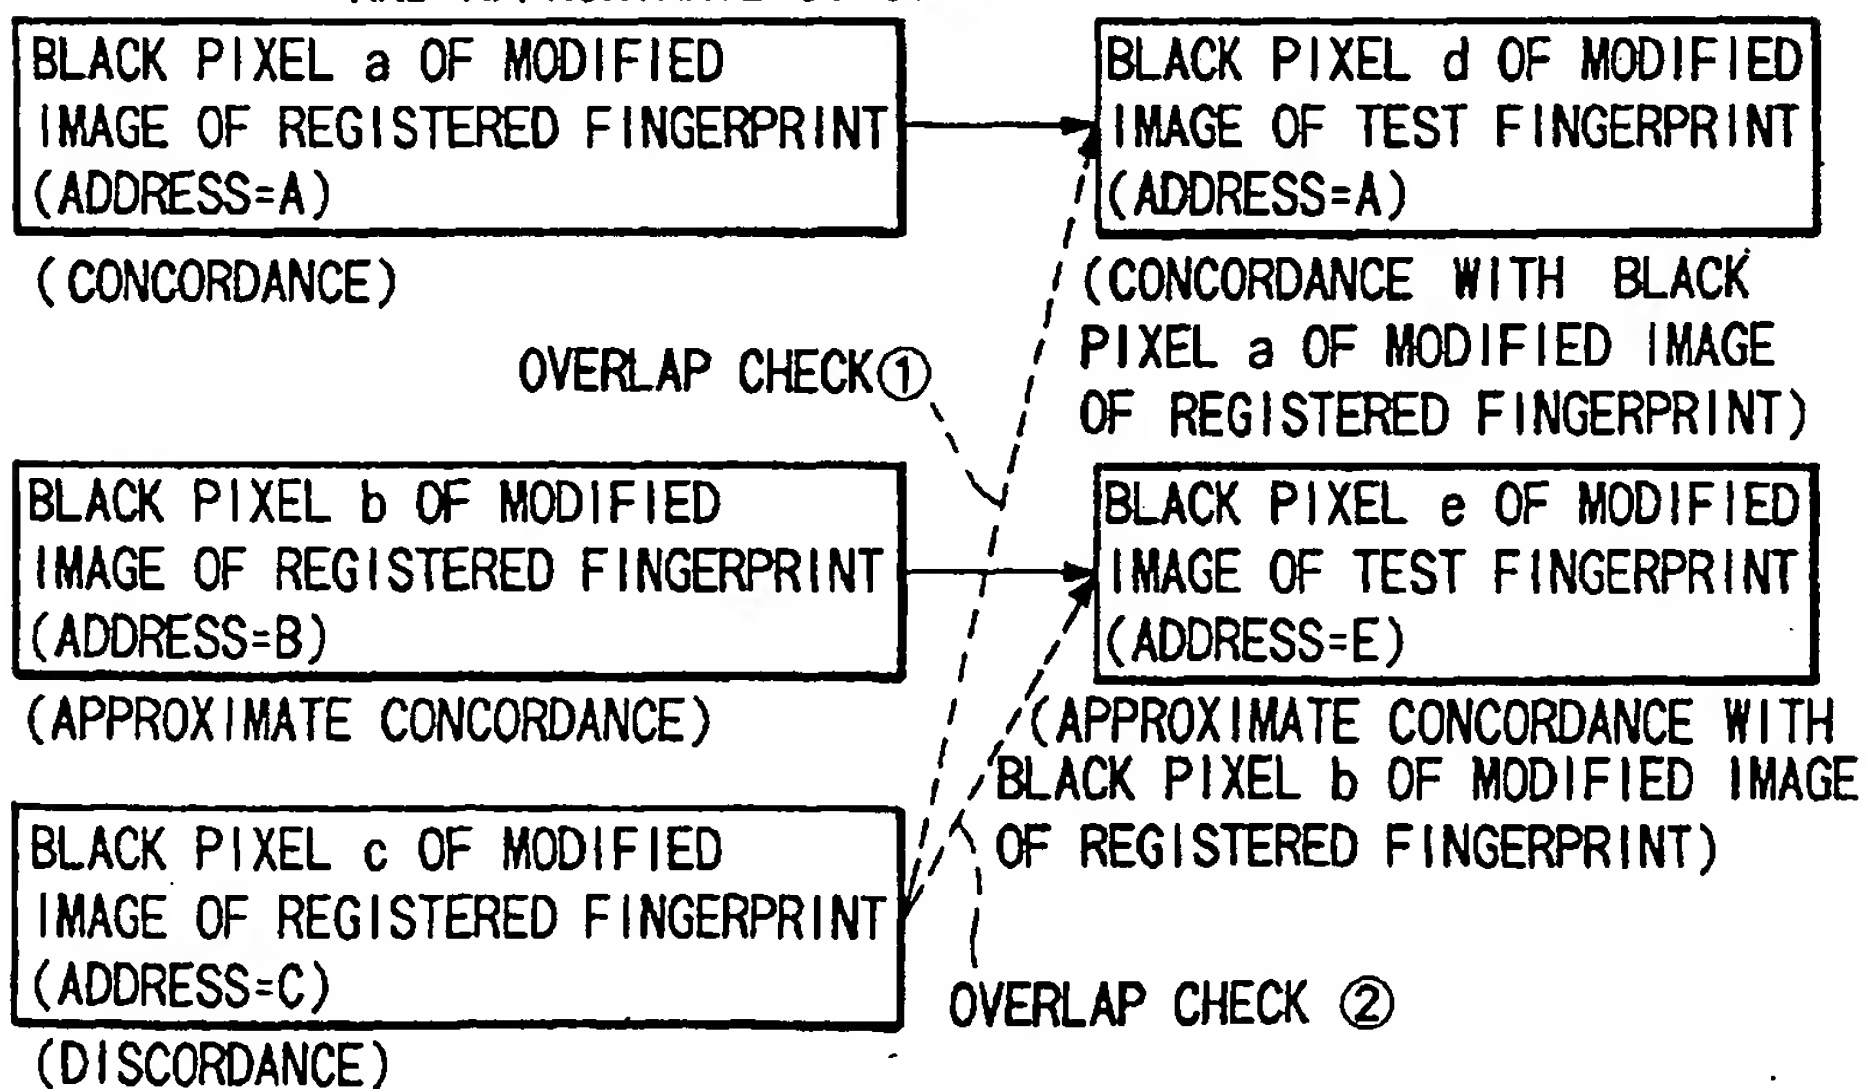 BLACK PIXEL a OF MODIFIED
IMAGE OF REGISTERED FINGERPRINT
(ADDRESS=A)
(CONCORDANCE)
BLACK PIXEL d OF MODIFIED
IMAGE OF TEST FINGERPRINT
(ADDRESS=A)
(CONCORDANCE WITH BLACK
PIXEL a OF MODIFIED IMAGE
OF REGISTERED FINGERPRINT)
OVERLAP CHECK①
BLACK PIXEL b OF MODIFIED
IMAGE OF REGISTERED FINGERPRINT
(ADDRESS=B)
(APPROXIMATE CONCORDANCE)
BLACK PIXEL e OF MODIFIED
IMAGE OF TEST FINGERPRINT
(ADDRESS=E)
(APPROXIMATE CONCORDANCE WITH
BLACK PIXEL b OF MODIFIED IMAGE
OF REGISTERED FINGERPRINT)
BLACK PIXEL c OF MODIFIED
IMAGE OF REGISTERED FINGERPRINT
(ADDRESS=C)
(DISCORDANCE)
OVERLAP CHECK ②